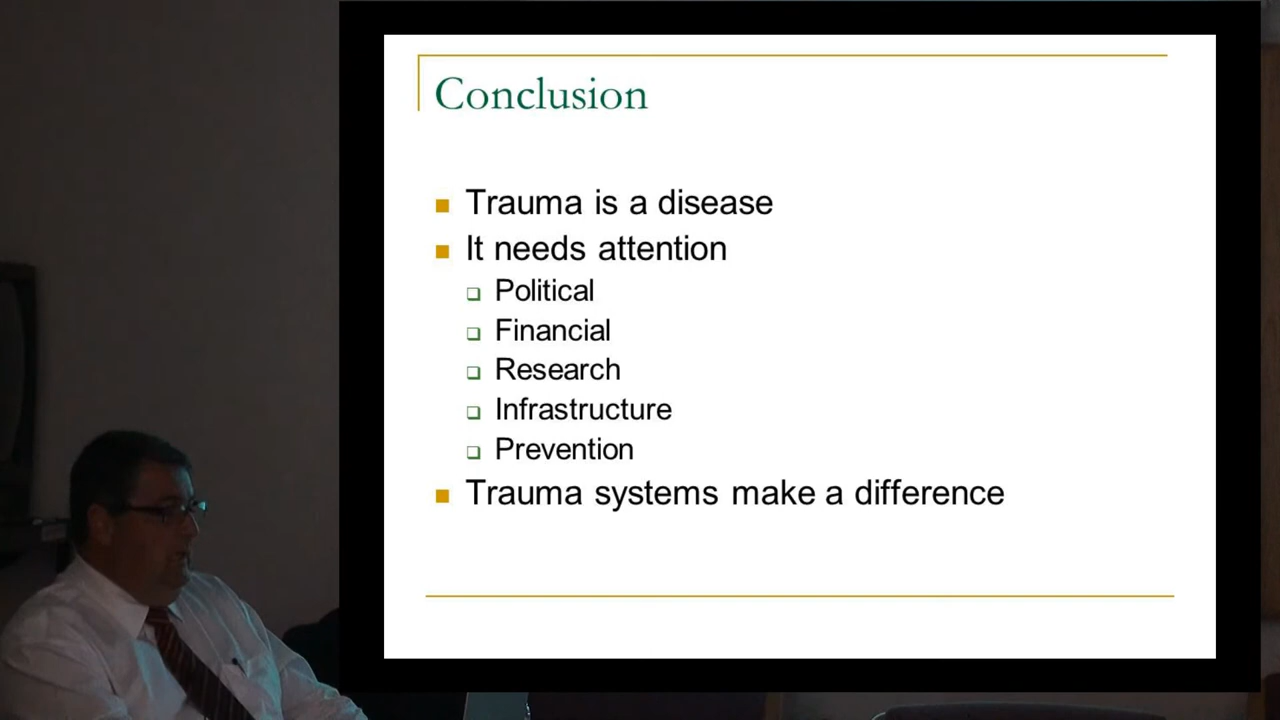 Conclusion
Trauma is a disease
It needs attention
Political
Financial
Research
Infrastructure
Prevention
Trauma systems make a difference